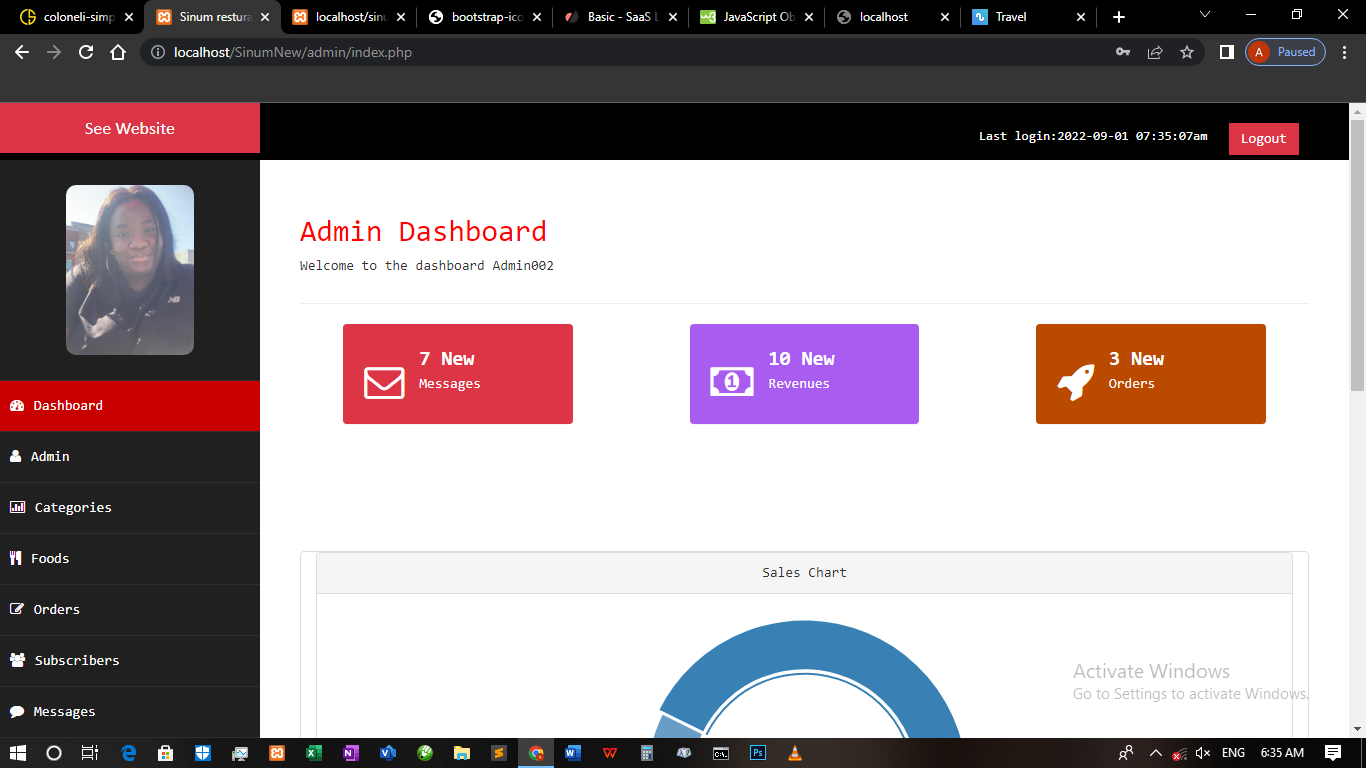 coloneli-simp
Sinum restura
localhost/sinu
bootstrap-ico
Basic - SaaS L
JavaScript Ob
localhost
Travel
localhost/SinumNew/admin/index.php
A Paused
See Website
Last login:2022-09-01 07:35:07am
Logout
Admin Dashboard
Welcome to the dashboard Admin002
7 New
Messages
10 New
Revenues
3 New
Orders
Dashboard
Admin
Categories
Foods
Orders
Subscribers
Messages
Sales Chart
Activate Windows
Go to Settings to activate Windows.
ENG
6:35 AM